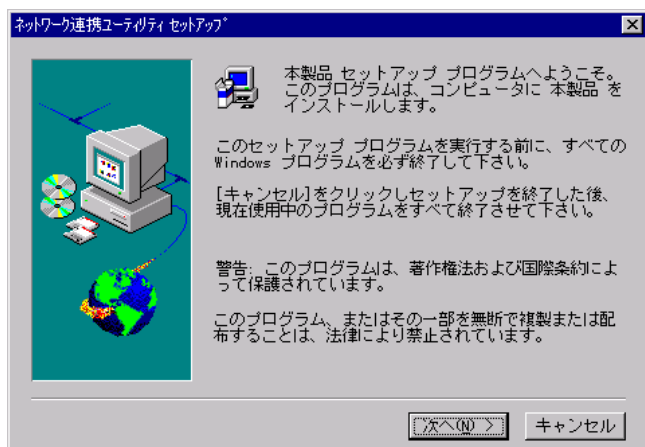 ネットワーク連携ユーティリティ セットアップ
本製品 セットアップ プログラムへようこそ。
このプログラムは、コンピュータに 本製品 を
インストールします。
このセットアップ プログラムを実行する前に、すべての
Windows プログラムを必ず終了して下さい。
[キャンセル]をクリックしセットアップを終了した後、
現在使用中のプログラムをすべて終了させて下さい。
警告: このプログラムは、著作権法および国際条約によ
って保護されています。
このプログラム、またはその一部を無断で複製または配
布することは、法律により禁止されています。
次へ(N) >
キャンセル